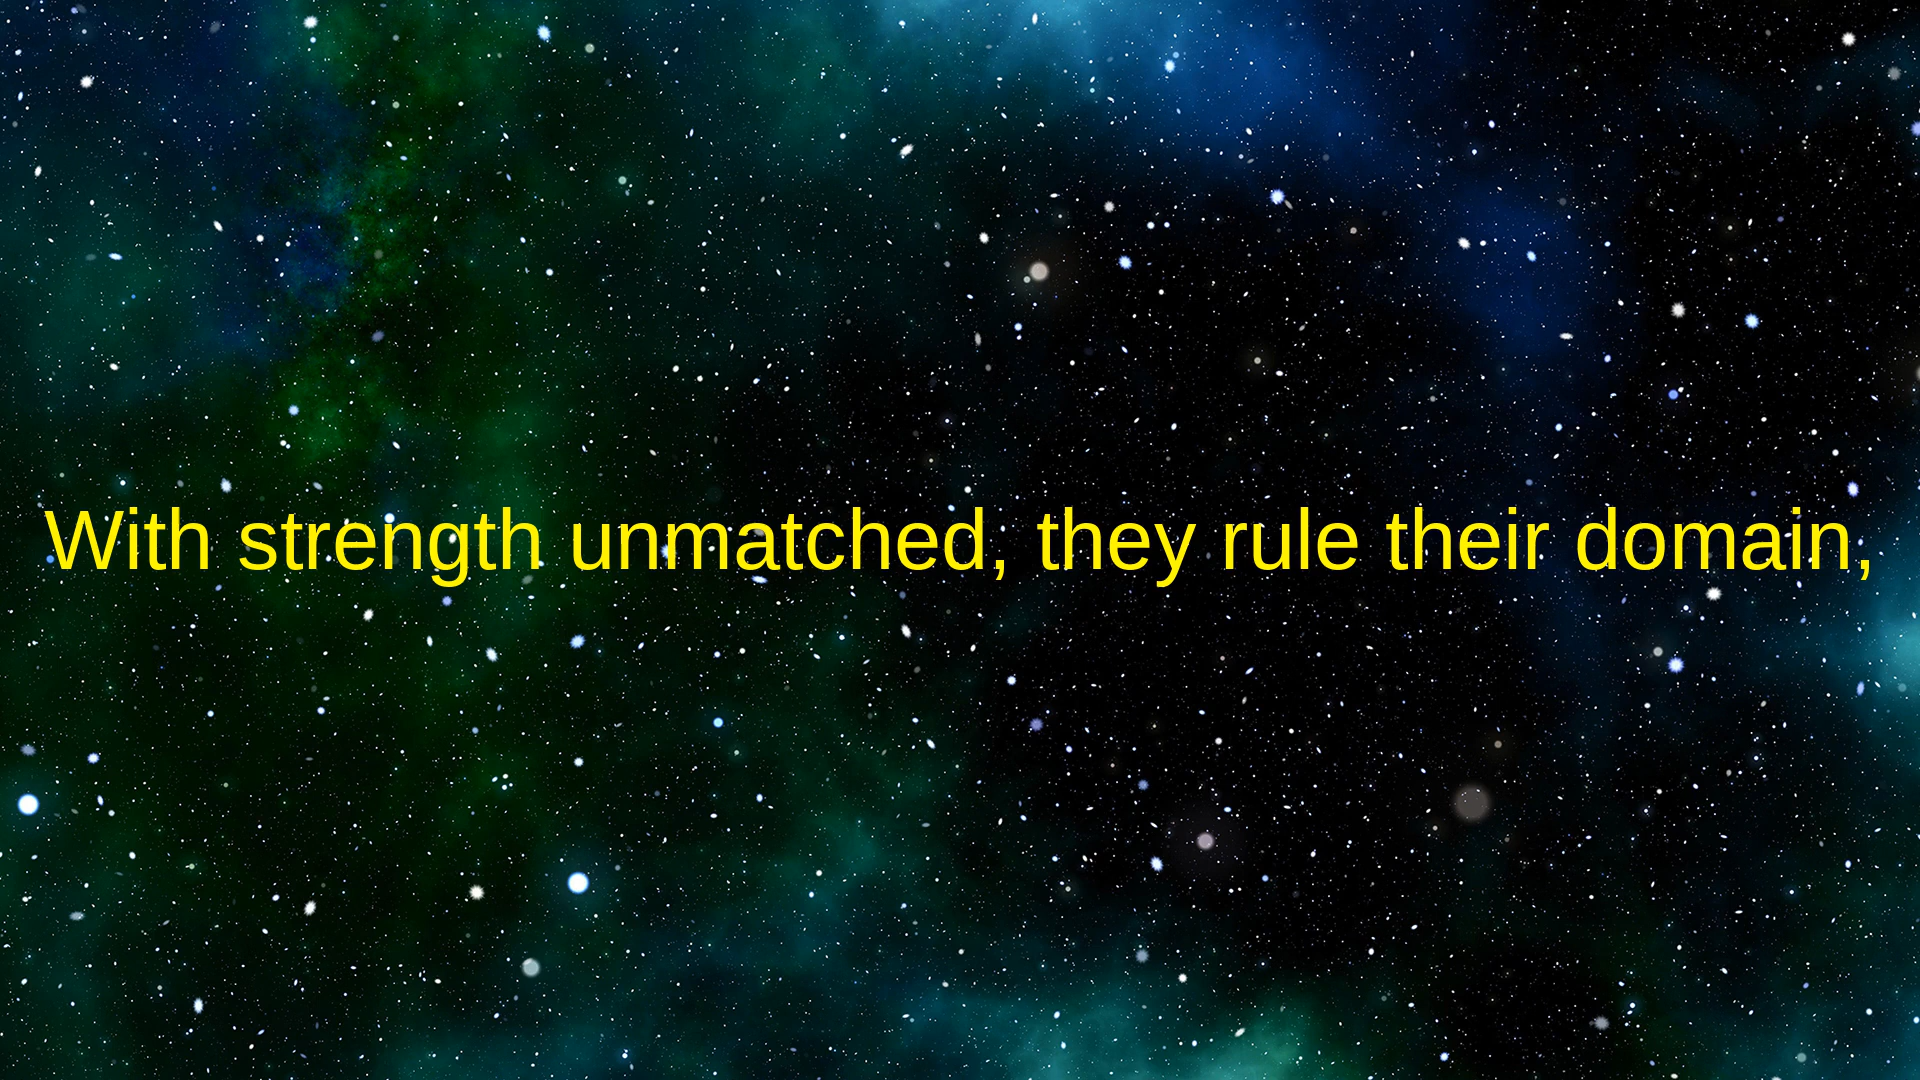 With strength unmatched, they rule their domain,